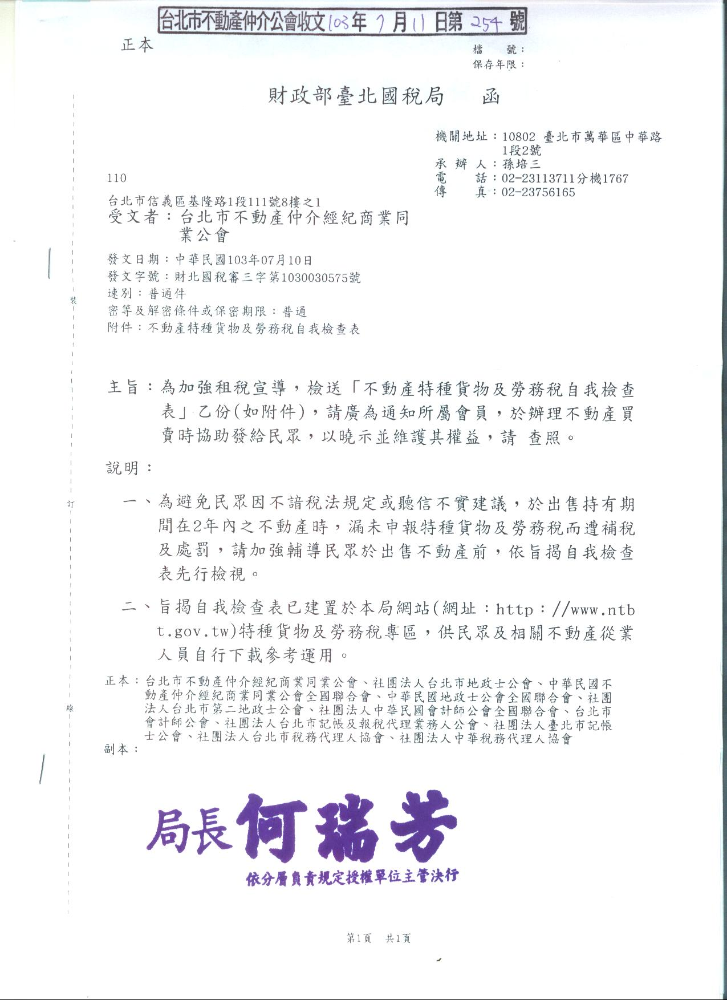 台北市不動產仲介公會收文103年7月11日第254號
正本
檔　　號：
保存年限：
財政部臺北國稅局　　函
機關地址：10802 臺北市萬華區中華路
1段2號
承 辦 人：孫培三
電　　話：02-23113711分機1767
傳　　真：02-23756165
110
台北市信義區基隆路1段111號8樓之1
受文者：台北市不動產仲介經紀商業同
業公會
發文日期：中華民國103年07月10日
發文字號：財北國稅審三字第1030030575號
速別：普通件
密等及解密條件或保密期限：普通
附件：不動產特種貨物及勞務稅自我檢查表
主旨：為加強租稅宣導，檢送「不動產特種貨物及勞務稅自我檢查
表」乙份(如附件)，請廣為通知所屬會員，於辦理不動產買
賣時協助發給民眾，以曉示並維護其權益，請 查照。
說明：
一、為避免民眾因不諳稅法規定或聽信不實建議，於出售持有期
間在2年內之不動產時，漏未申報特種貨物及勞務稅而遭補稅
及處罰，請加強輔導民眾於出售不動產前，依旨揭自我檢查
表先行檢視。
二、旨揭自我檢查表已建置於本局網站(網址：http：//www.ntb
t.gov.tw)特種貨物及勞務稅專區，供民眾及相關不動產從業
人員自行下載參考運用。
正本：台北市不動產仲介經紀商業同業公會、社團法人台北市地政士公會、中華民國不
動產仲介經紀商業同業公會全國聯合會、中華民國地政士公會全國聯合會、社團
法人台北市第二地政士公會、社團法人中華民國會計師公會全國聯合會、台北市
會計師公會、社團法人台北市記帳及報稅代理業務人公會、社團法人臺北市記帳
士公會、社團法人台北市稅務代理人協會、社團法人中華稅務代理人協會
副本：
裝
訂
線
局長何瑞芳
依分層負責規定授權單位主管決行
第1頁　共1頁